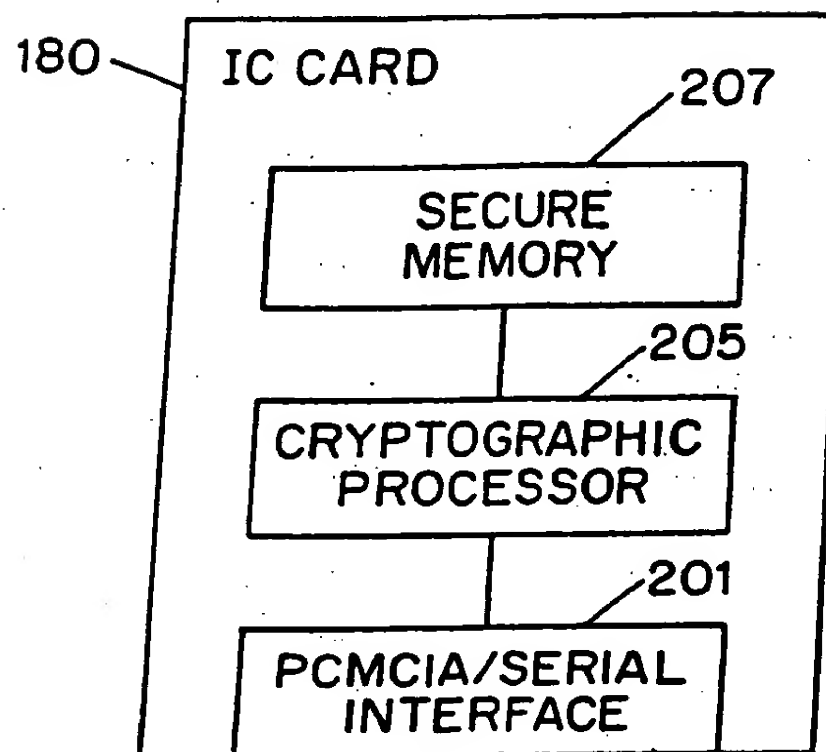 180
IC CARD
207
SECURE
MEMORY
205
CRYPTOGRAPHIC
PROCESSOR
201
PCMCIA/SERIAL
INTERFACE